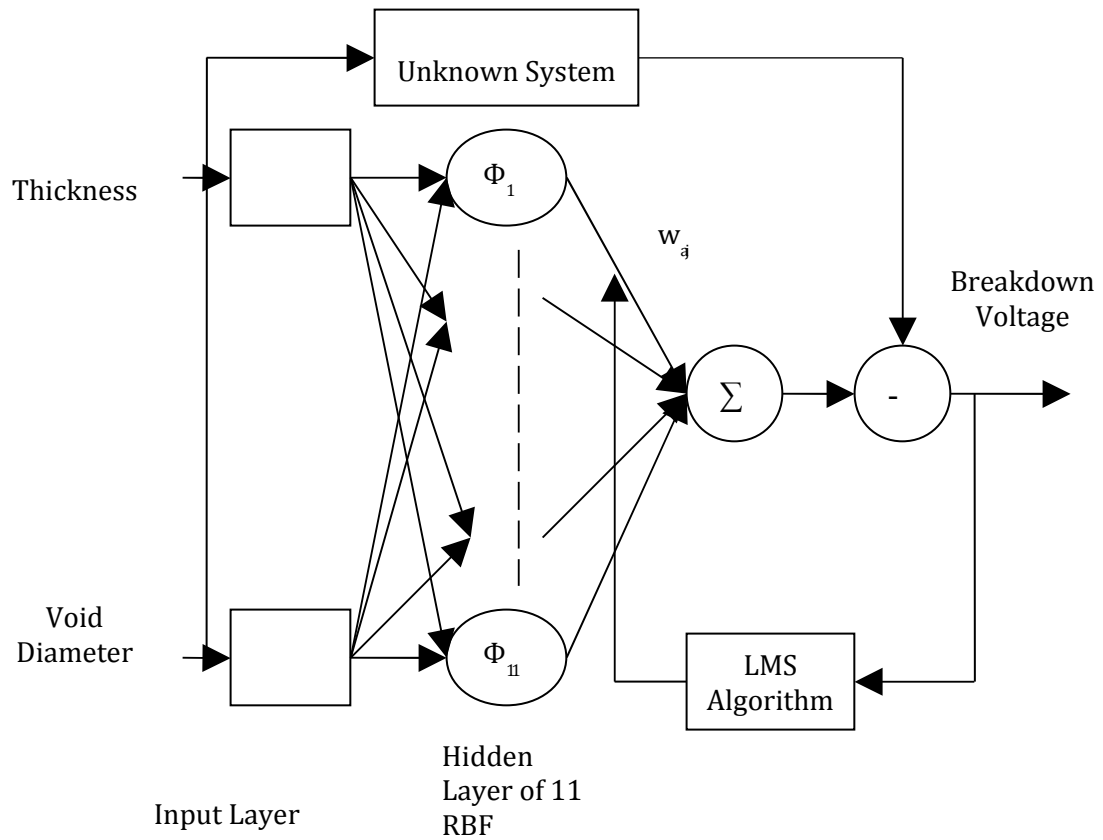 Unknown System
Thickness
Φ1
waj
Breakdown
Voltage
∑
-
Void
Diameter
Φ11
LMS
Algorithm
Hidden
Layer of 11
RBF
Input Layer